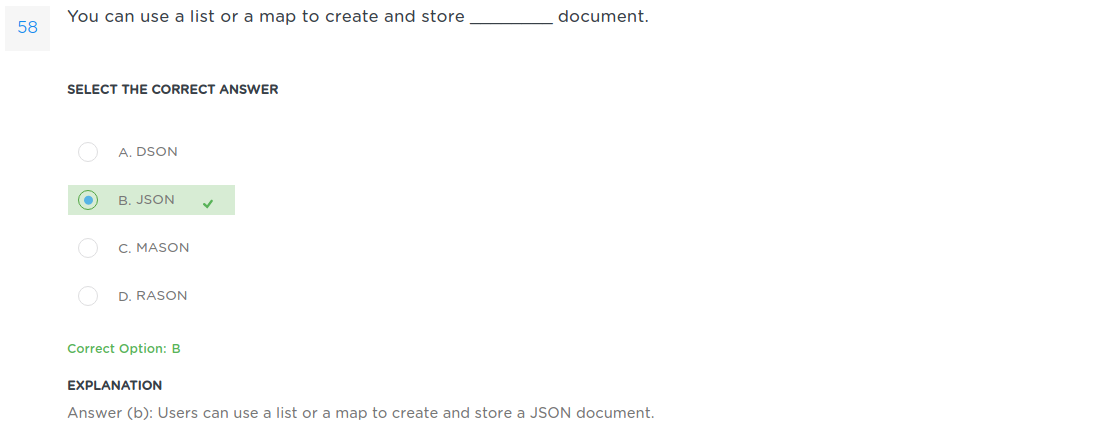 58
You can use a list or a map to create and store __________ document.
SELECT THE CORRECT ANSWER
A. DSON
B. JSON
C. MASON
D. RASON
Correct Option: B
EXPLANATION
Answer (b): Users can use a list or a map to create and store a JSON document.